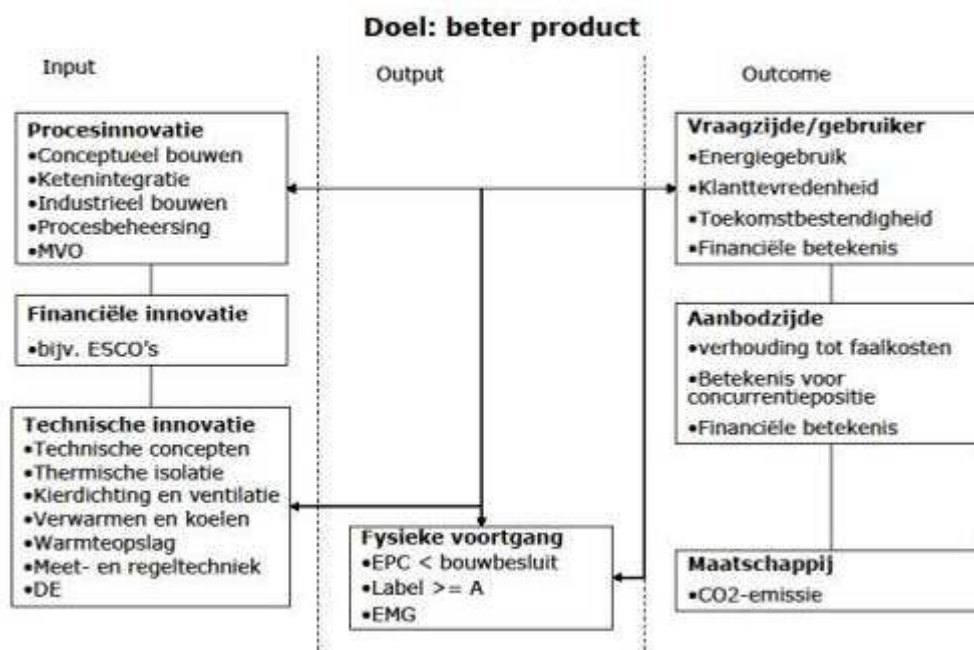 Doel: beter product
Input
Output
Outcome
Procesinnovatie
•Conceptueel bouwen
•Ketenintegratie
•Industrieel bouwen
•Procesbeheersing
•MVO
Financiële innovatie
•bijv. ESCO's
Technische innovatie
•Technische concepten
•Thermische isolatie
•Kierdichting en ventilatie
•Verwarmen en koelen
•Warmteopslag
•Meet- en regeltechniek
•DE
Fysieke voortgang
•EPC < bouwbesluit
•Label >= A
•EMG
Vraagzijde/gebruiker
•Energiegebruik
•Klanttevredenheid
•Toekomstbestendigheid
•Financiële betekenis
Aanbodzijde
•verhouding tot faalkosten
•Betekenis voor
concurrentiepositie
•Financiële betekenis
Maatschappij
•CO2-emissie